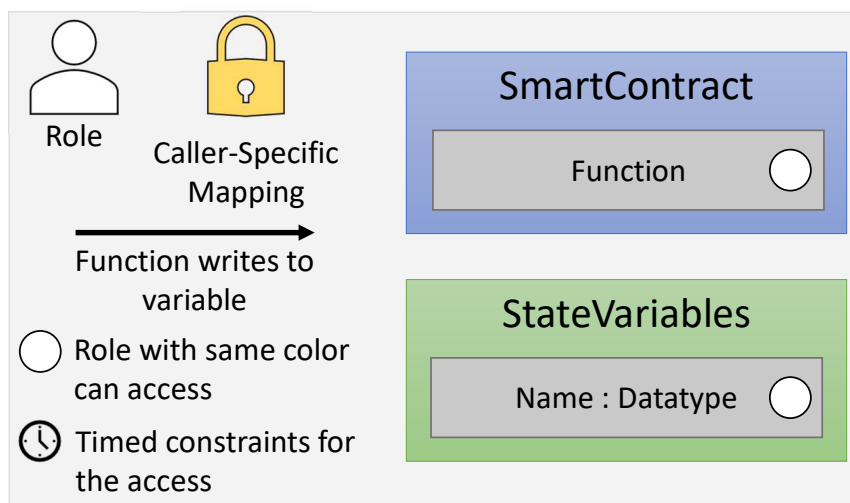 Role
Caller-Specific
Mapping
Function writes to
variable
Role with same color
can access
Timed constraints for
the access
SmartContract
Function
StateVariables
Name : Datatype